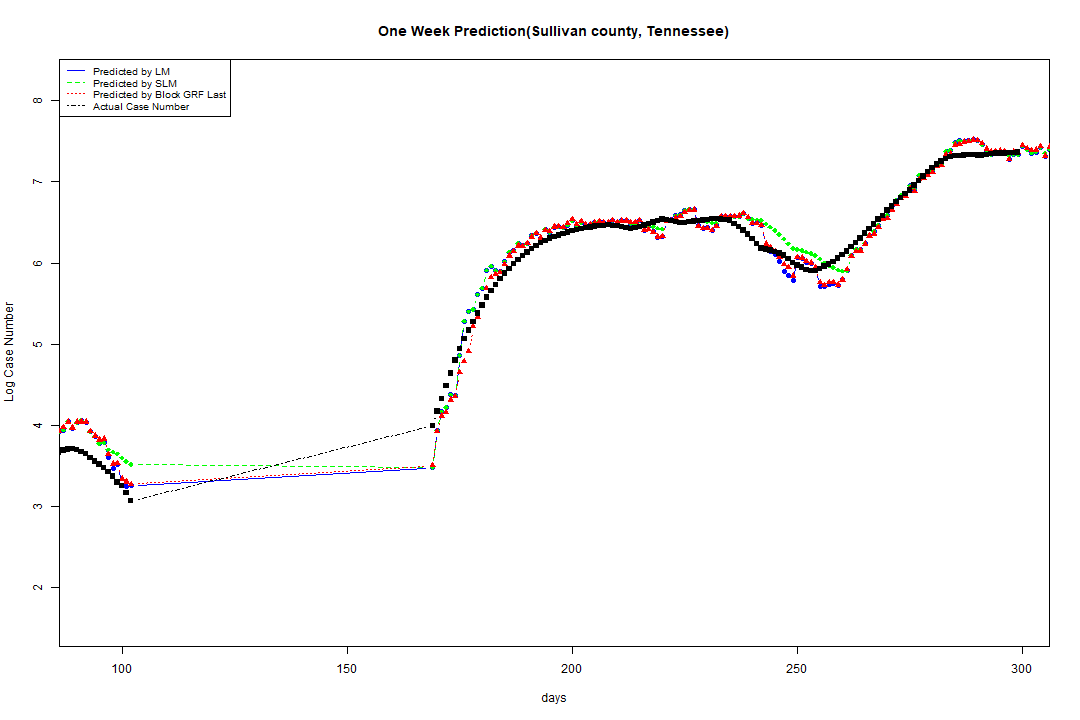 One Week Prediction(Sullivan county, Tennessee)
Predicted by LM
Predicted by SLM
Predicted by Block GRF Last
Actual Case Number
Log Case Number
8
7
6
5
4
3
2
100 150 200 250 300
days